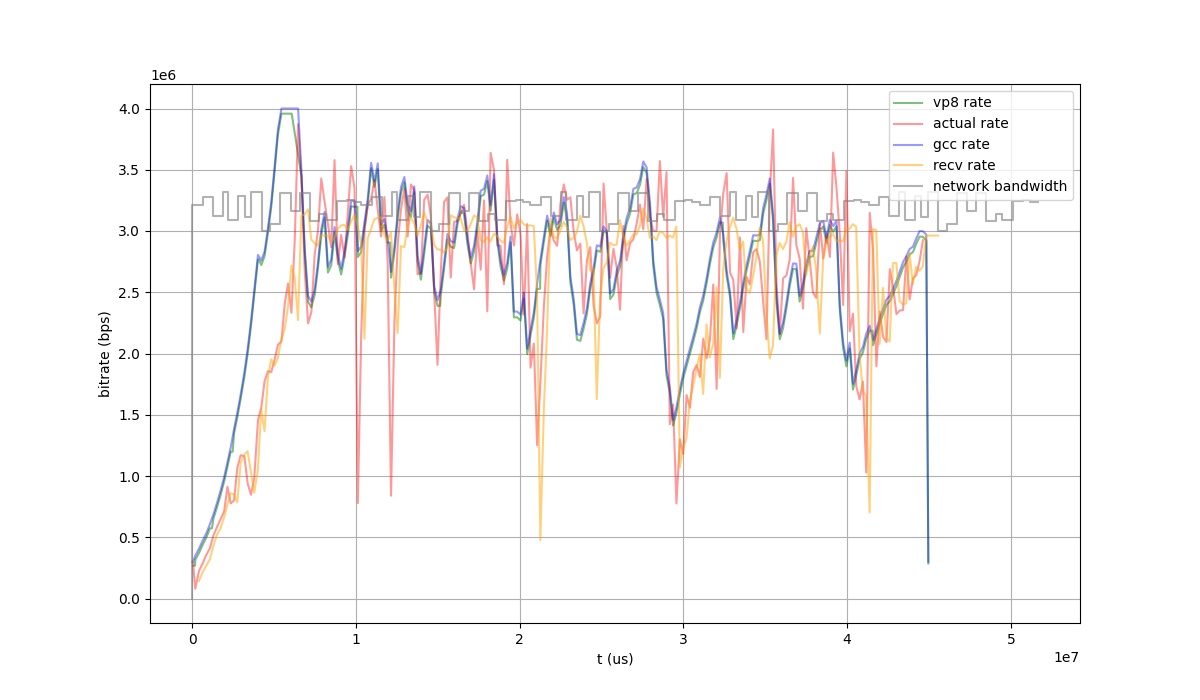 1e6
4.0
3.5
3.0
2.5
2.0
1.5
1.0
0.5
0.0
bitrate (bps)
vp8 rate
actual rate
gcc rate
recv rate
network bandwidth
0 1 2 3 4 5
1e7
t (us)